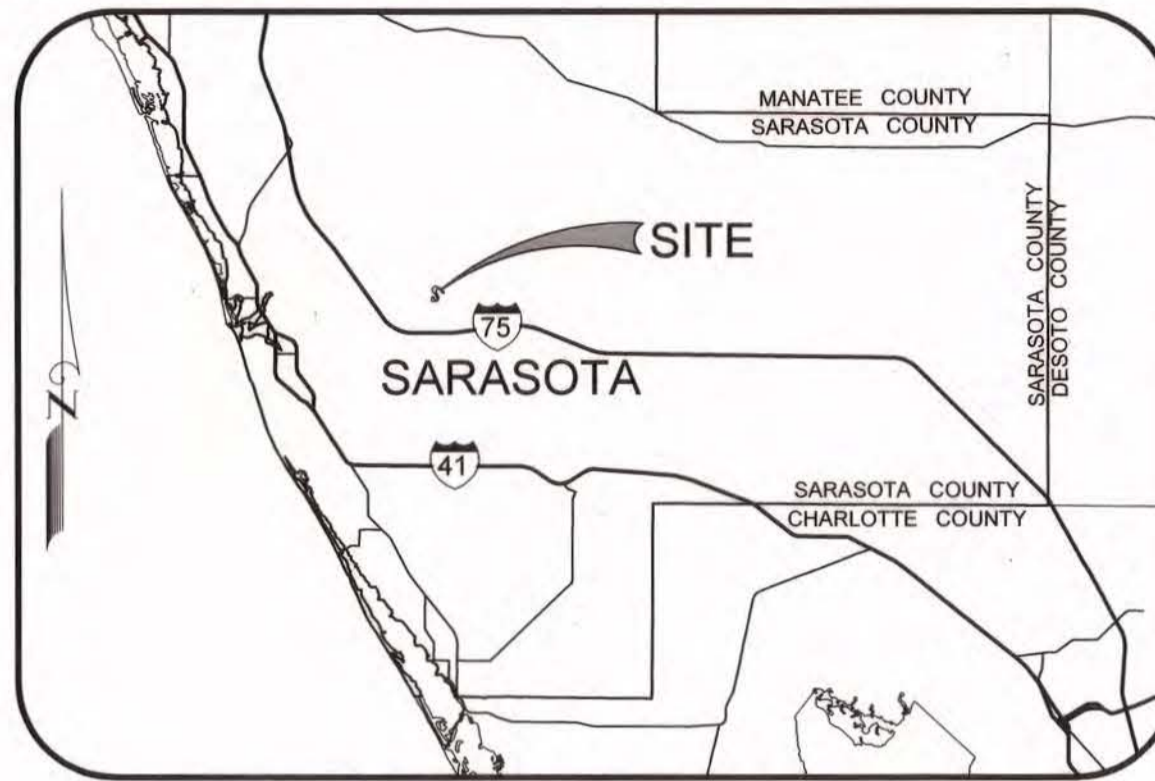 MANATEE COUNTY
SARASOTA COUNTY
SARASOTA COUNTY
DESOTO COUNTY
SITE
75
SARASOTA
N
41
SARASOTA COUNTY
CHARLOTTE COUNTY